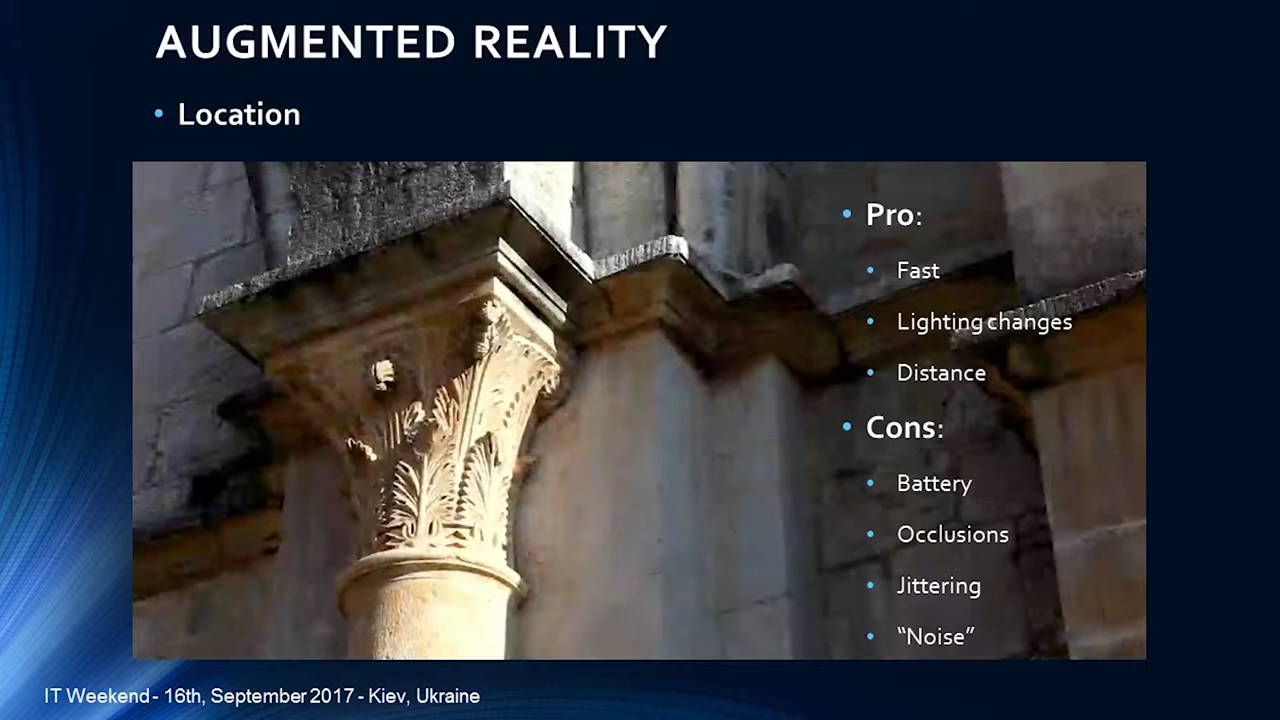 AUGMENTED REALITY
• Location
• Pro:
• Fast
• Lighting changes
• Distance
• Cons:
• Battery
• Occlusions
• Jittering
• “Noise”
IT Weekend - 16th, September 2017 - Kiev, Ukraine